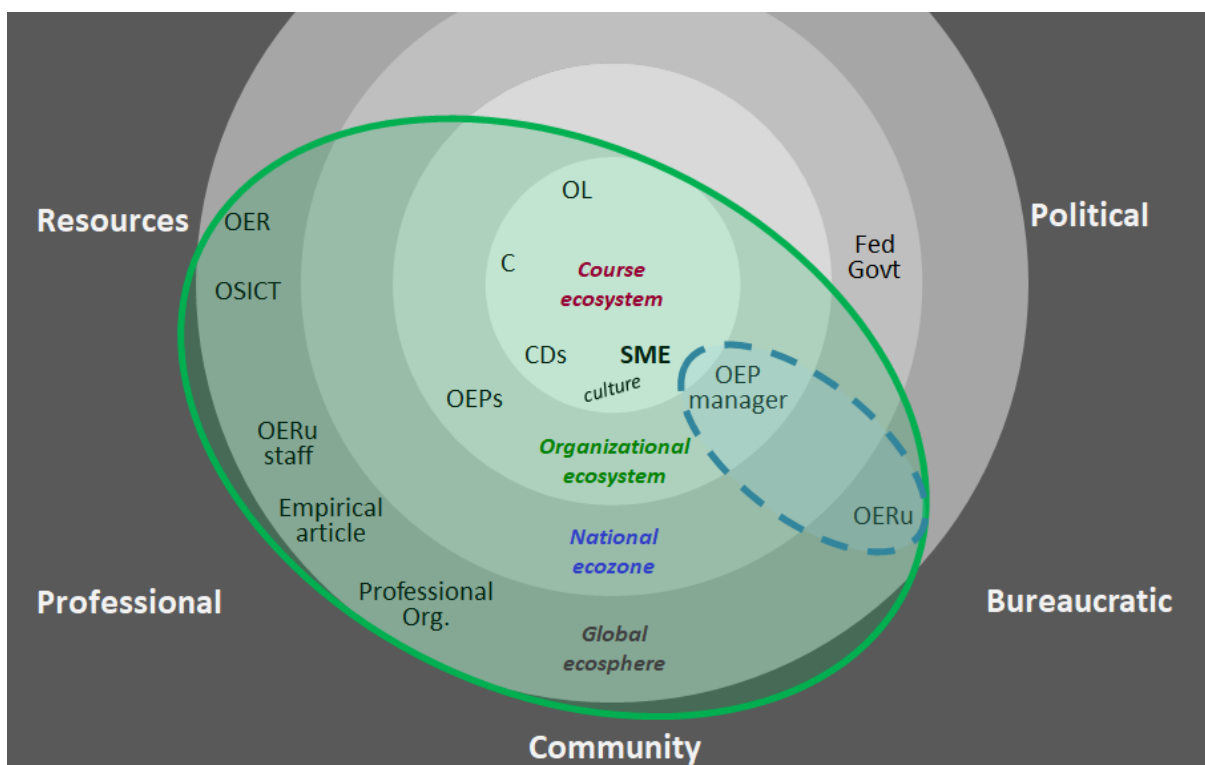 OL
Resources
OER
Political
Fed
Govt
C
Course
ecosystem
OSICT
CDs
SME
culture
OEP
manager
OEPs
OERu
staff
Organizational
ecosystem
Empirical
article
OERu
National
ecozone
Professional
Professional
Org.
Bureaucratic
Global
ecosphere
Community